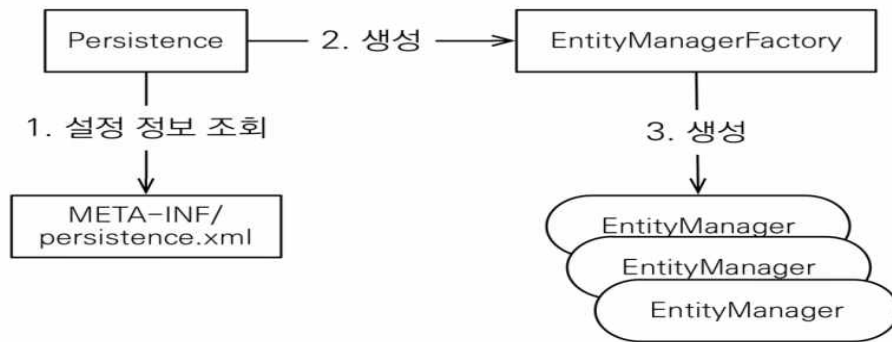 Persistence
2. 생성
EntityManagerFactory
1. 설정 정보 조회
3. 생성
META-INF/
persistence.xml
EntityManager
EntityManager
EntityManager